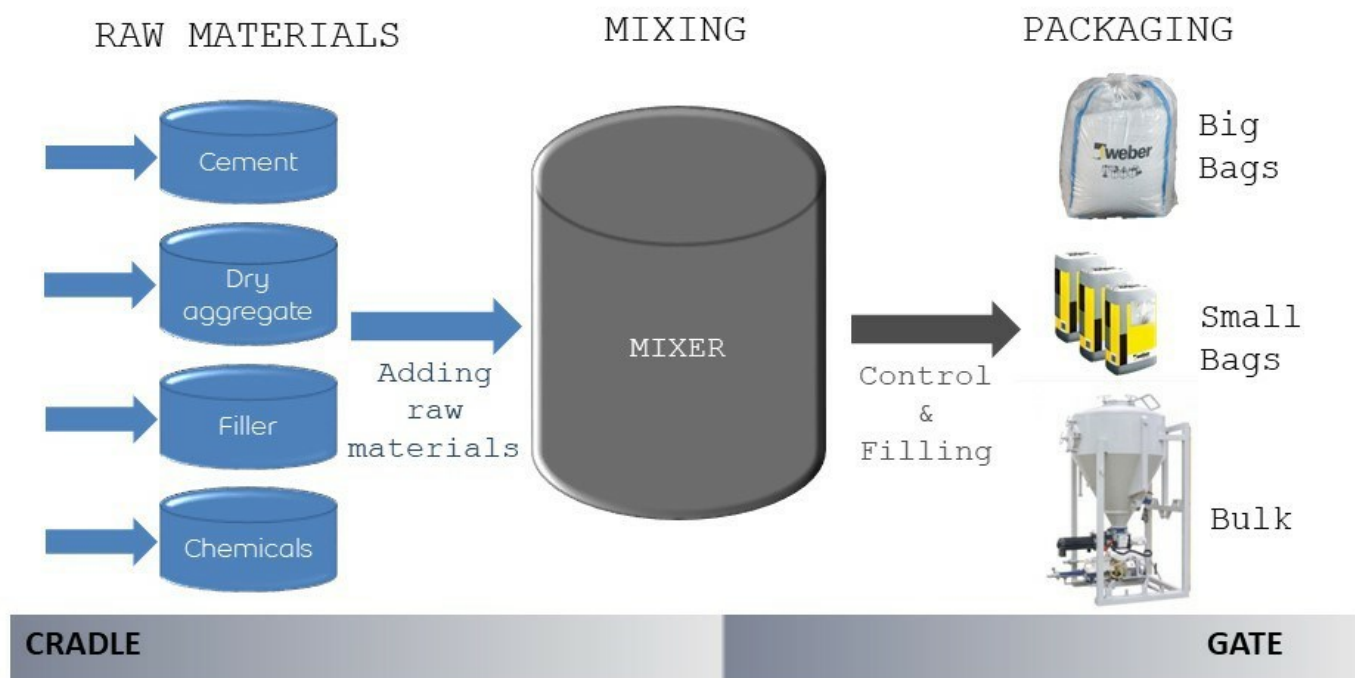 RAW MATERIALS
MIXING
PACKAGING
Cement
Dry
aggregate
Filler
Chemicals
Adding
raw
materials
MIXER
Control
&
Filling
weber
Big
Bags
Small
Bags
Bulk
CRADLE
GATE